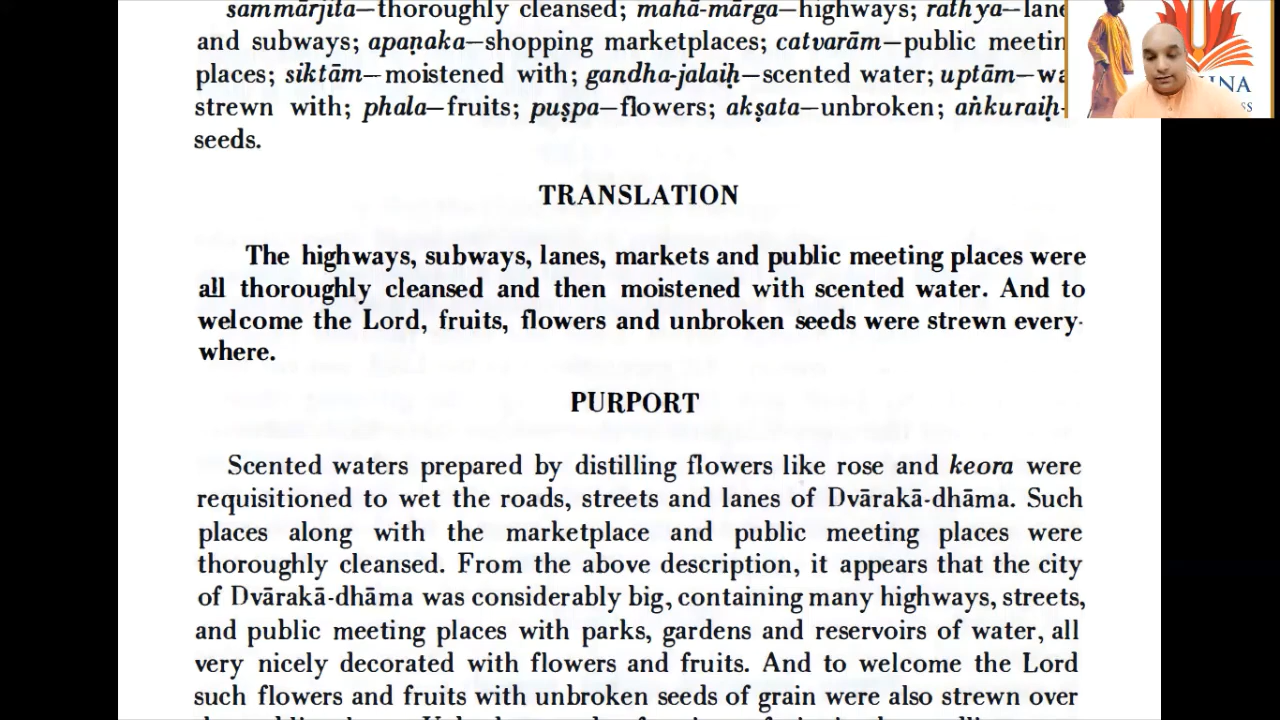 sammārjita—thoroughly cleansed; mahā-mārga—highways; rathya—lane
and subways; apaṇaka—shopping marketplaces; catvarām—public meetin
places; siktām—moistened with; gandha-jalaiḥ—scented water; uptām—wa
strewn with; phala—fruits; puṣpa—flowers; akṣata—unbroken; aṅkuraiḥ-
seeds.
TRANSLATION
The highways, subways, lanes, markets and public meeting places were
all thoroughly cleansed and then moistened with scented water. And to
welcome the Lord, fruits, flowers and unbroken seeds were strewn every-
where.
PURPORT
Scented waters prepared by distilling flowers like rose and keora were
requisitioned to wet the roads, streets and lanes of Dvārakā-dhāma. Such
places along with the marketplace and public meeting places were
thoroughly cleansed. From the above description, it appears that the city
of Dvārakā-dhāma was considerably big, containing many highways, streets,
and public meeting places with parks, gardens and reservoirs of water, all
very nicely decorated with flowers and fruits. And to welcome the Lord
such flowers and fruits with unbroken seeds of grain were also strewn over